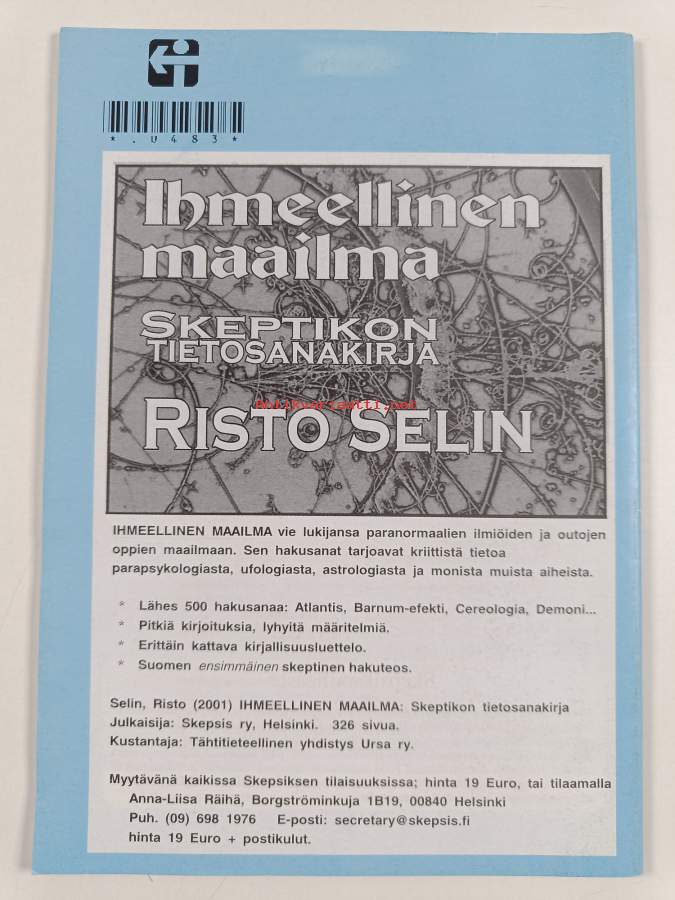 *.U483*
Ihmeellinen
maailma
SKEPTIKON
TIETOSANAKIRJA
Antikvariaatti.net
RISTO SELIN
IHMEELLINEN MAAILMA vie lukijansa paranormaalien ilmiöiden ja outojen
oppien maailmaan. Sen hakusanat tarjoavat kriittistä tietoa
parapsykologiasta, ufologiasta, astrologiasta ja monista muista aiheista.
* Lähes 500 hakusanaa: Atlantis, Barnum-efekti, Cereologia, Demoni...
* Pitkiä kirjoituksia, lyhyitä määritelmiä.
* Erittäin kattava kirjallisuusluettelo.
* Suomen ensimmäinen skeptinen hakuteos.
Selin, Risto (2001) IHMEELLINEN MAAILMA: Skeptikon tietosanakirja
Julkaisija: Skepsis ry, Helsinki. 326 sivua.
Kustantaja: Tähtitieteellinen yhdistys Ursa ry.
Myytävänä kaikissa Skepsiksen tilaisuuksissa; hinta 19 Euro, tai tilaamalla
Anna-Liisa Räihä, Borgströminkuja 1B19, 00840 Helsinki
Puh. (09) 698 1976 E-posti: secretary@skepsis.fi
hinta 19 Euro + postikulut.